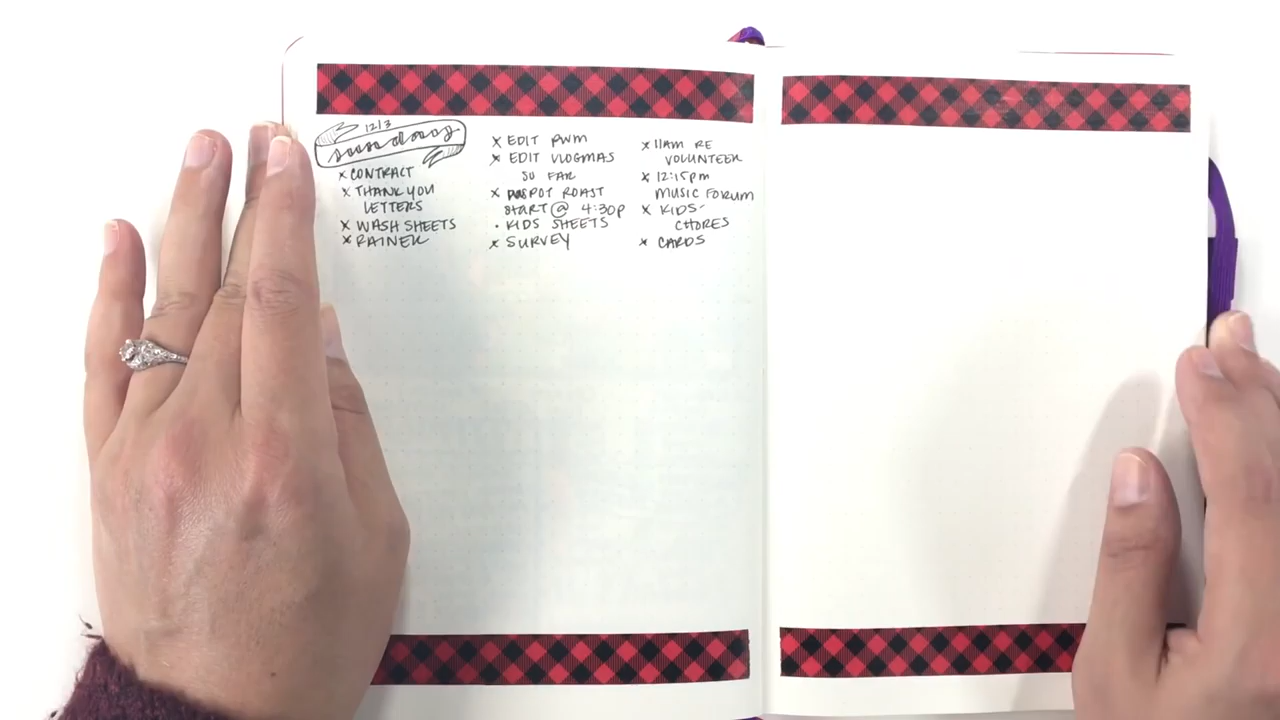 12/3
sunday
x CONTRACT
x THANK YOU
LETTERS
x WASH SHEETS
x RAINER
x EDIT PWM
x EDIT VLOGMAS
SO FAR
x POT ROAST
START @ 4:30P
• KIDS SHEETS
x SURVEY
x 11AM RE
VOLUNTEER
x 12:15pm
MUSIC FORUM
x KIDS'
CHORES
x CARDS